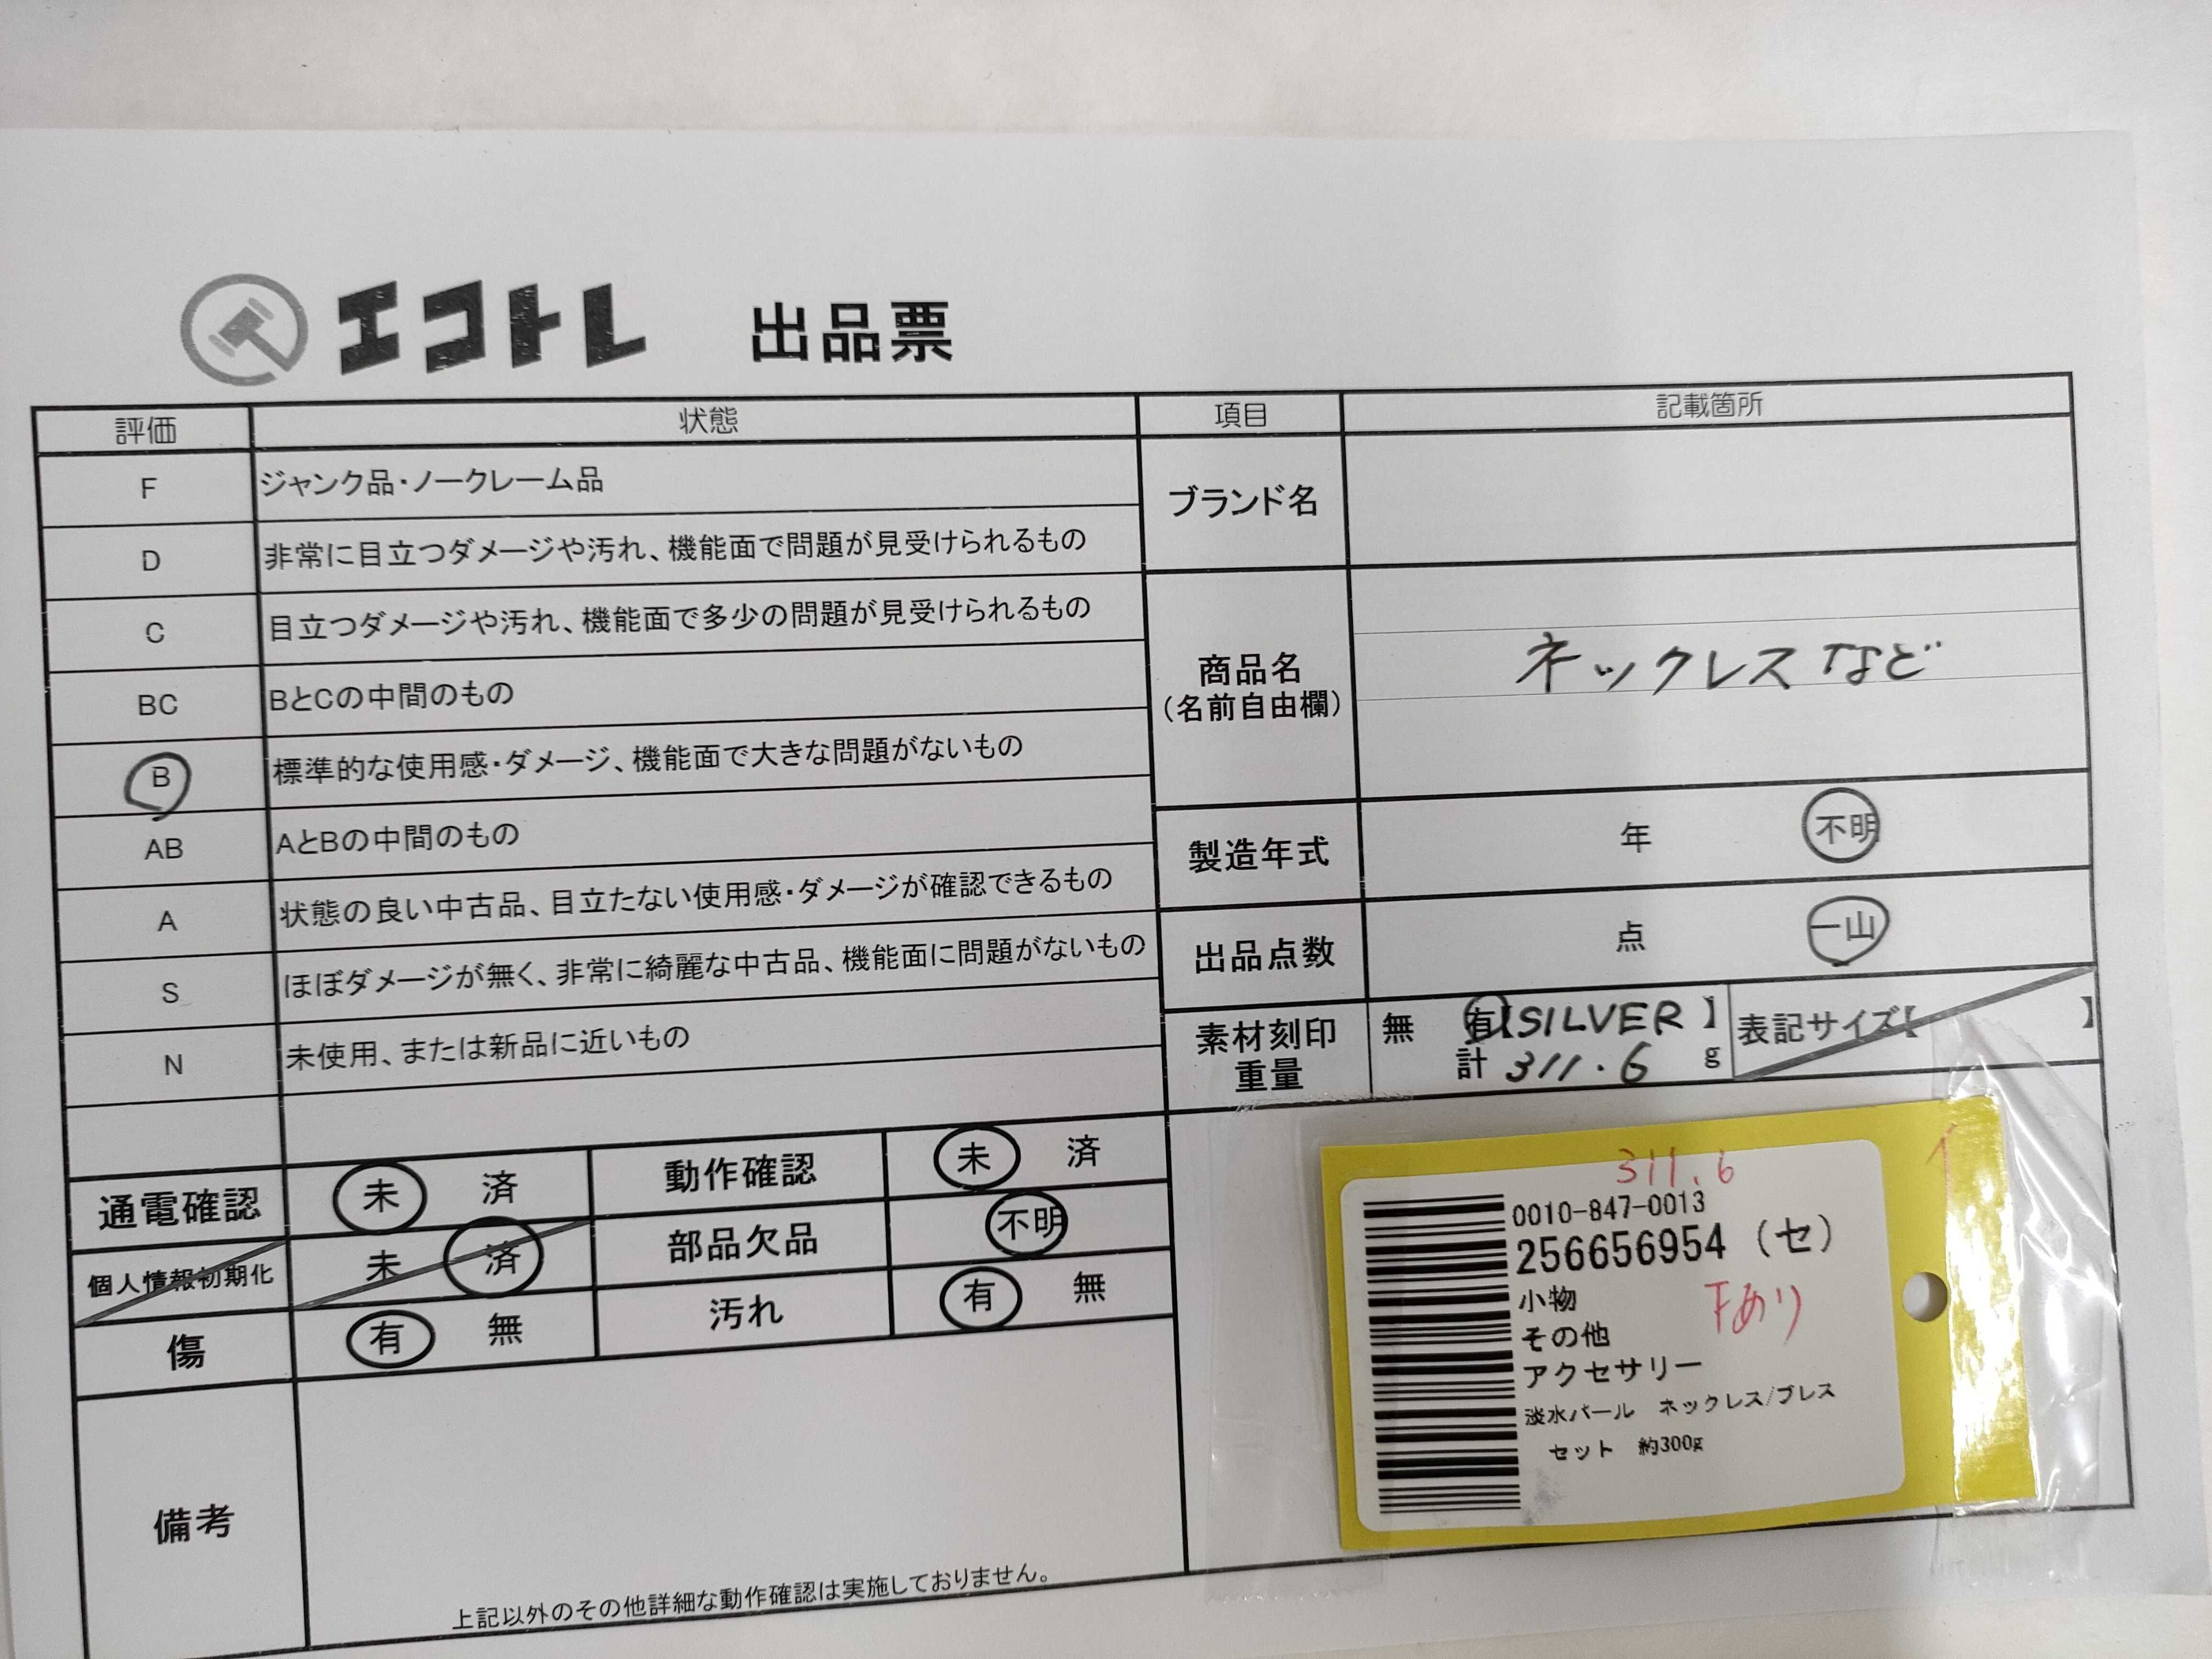 エコトレ 出品票
評価 状態 項目 記載箇所
F ジャンク品・ノークレーム品
D 非常に目立つダメージや汚れ、機能面で問題が見受けられるもの
C 目立つダメージや汚れ、機能面で多少の問題が見受けられるもの
BC BとCの中間のもの
B 標準的な使用感・ダメージ、機能面で大きな問題がないもの
AB AとBの中間のもの
A 状態の良い中古品、目立たない使用感・ダメージが確認できるもの
S ほぼダメージが無く、非常に綺麗な中古品、機能面に問題がないもの
N 未使用、または新品に近いもの
ブランド名
商品名
(名前自由欄)
ネックレスなど
製造年式 年 不明
出品点数 点 一山
素材刻印
重量
無 有【SILVER】 表記サイズ【 】
計 311.6 g
通電確認 未 済 動作確認 未 済
個人情報初期化 未 済 部品欠品 不明
傷 有 無 汚れ 有 無
備考
上記以外のその他詳細な動作確認は実施しておりません。
311.6
0010-847-0013
256656954 (セ)
小物
その他
アクセサリー
淡水パール ネックレス/ブレス
セット 約300g